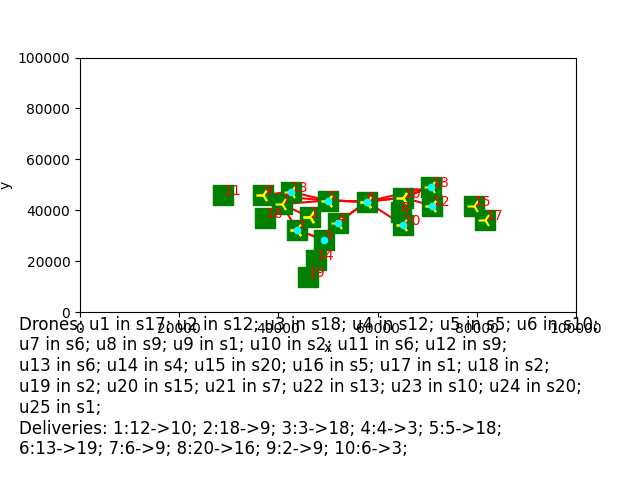 100000
80000
60000
40000
20000
0
y
11
13
18
12
15
17
14
19
0 20000 40000 60000 80000 100000
x
Drones: u1 in s17; u2 in s12; u3 in s18; u4 in s12; u5 in s5; u6 in s10;
u7 in s6; u8 in s9; u9 in s1; u10 in s2; u11 in s6; u12 in s9;
u13 in s6; u14 in s4; u15 in s20; u16 in s5; u17 in s1; u18 in s2;
u19 in s2; u20 in s15; u21 in s7; u22 in s13; u23 in s10; u24 in s20;
u25 in s1;
Deliveries: 1:12->10; 2:18->9; 3:3->18; 4:4->3; 5:5->18;
6:13->19; 7:6->9; 8:20->16; 9:2->9; 10:6->3;